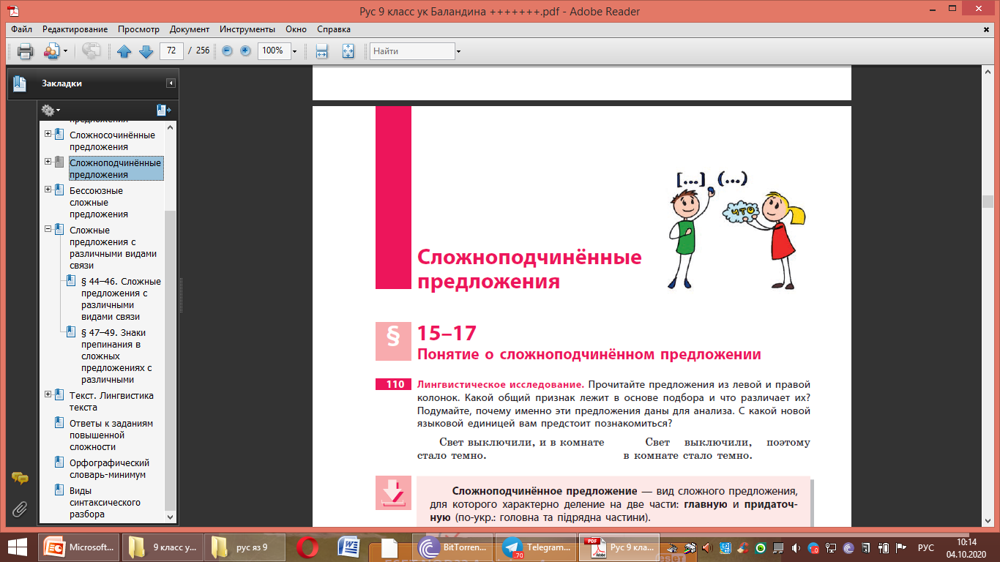 Рус 9 класс ук Баландина +++++++.pdf - Adobe Reader
Файл Редактирование Просмотр Документ Инструменты Окно Справка
72 / 256 100% Найти
Закладки
предложения
Сложносочинённые
предложения
Сложноподчинённые
предложения
Бессоюзные
сложные
предложения
Сложные
предложения с
различными видами
связи
§ 44–46. Сложные
предложения с
различными
видами связи
§ 47–49. Знаки
препинания в
сложных
предложениях с
различными
Текст. Лингвистика
текста
Ответы к заданиям
повышенной
сложности
Орфографический
словарь-минимум
Виды
синтаксического
разбора
[...] (...)
ЧТО
Сложноподчинённые
предложения
§ 15–17
Понятие о сложноподчинённом предложении
110 Лингвистическое исследование. Прочитайте предложения из левой и правой
колонок. Какой общий признак лежит в основе подбора и что различает их?
Подумайте, почему именно эти предложения даны для анализа. С какой новой
языковой единицей вам предстоит познакомиться?
Свет выключили, и в комнате
стало темно.
Свет выключили, поэтому
в комнате стало темно.
Сложноподчинённое предложение — вид сложного предложения,
для которого характерно деление на две части: главную и придаточ-
ную (по-укр.: головна та підрядна частини).
Microsoft... 9 класс у... рус яз 9 BitTorren... Telegram... Рус 9 кла... РУС 10:14
04.10.2020